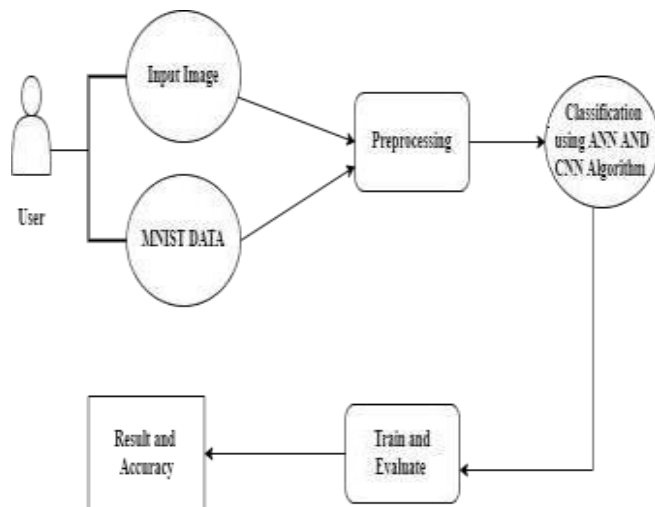 Input Image
User
MNIST DATA
Preprocessing
Classification
using ANN AND
CNN Algorithm
Train and
Evaluate
Result and
Accuracy